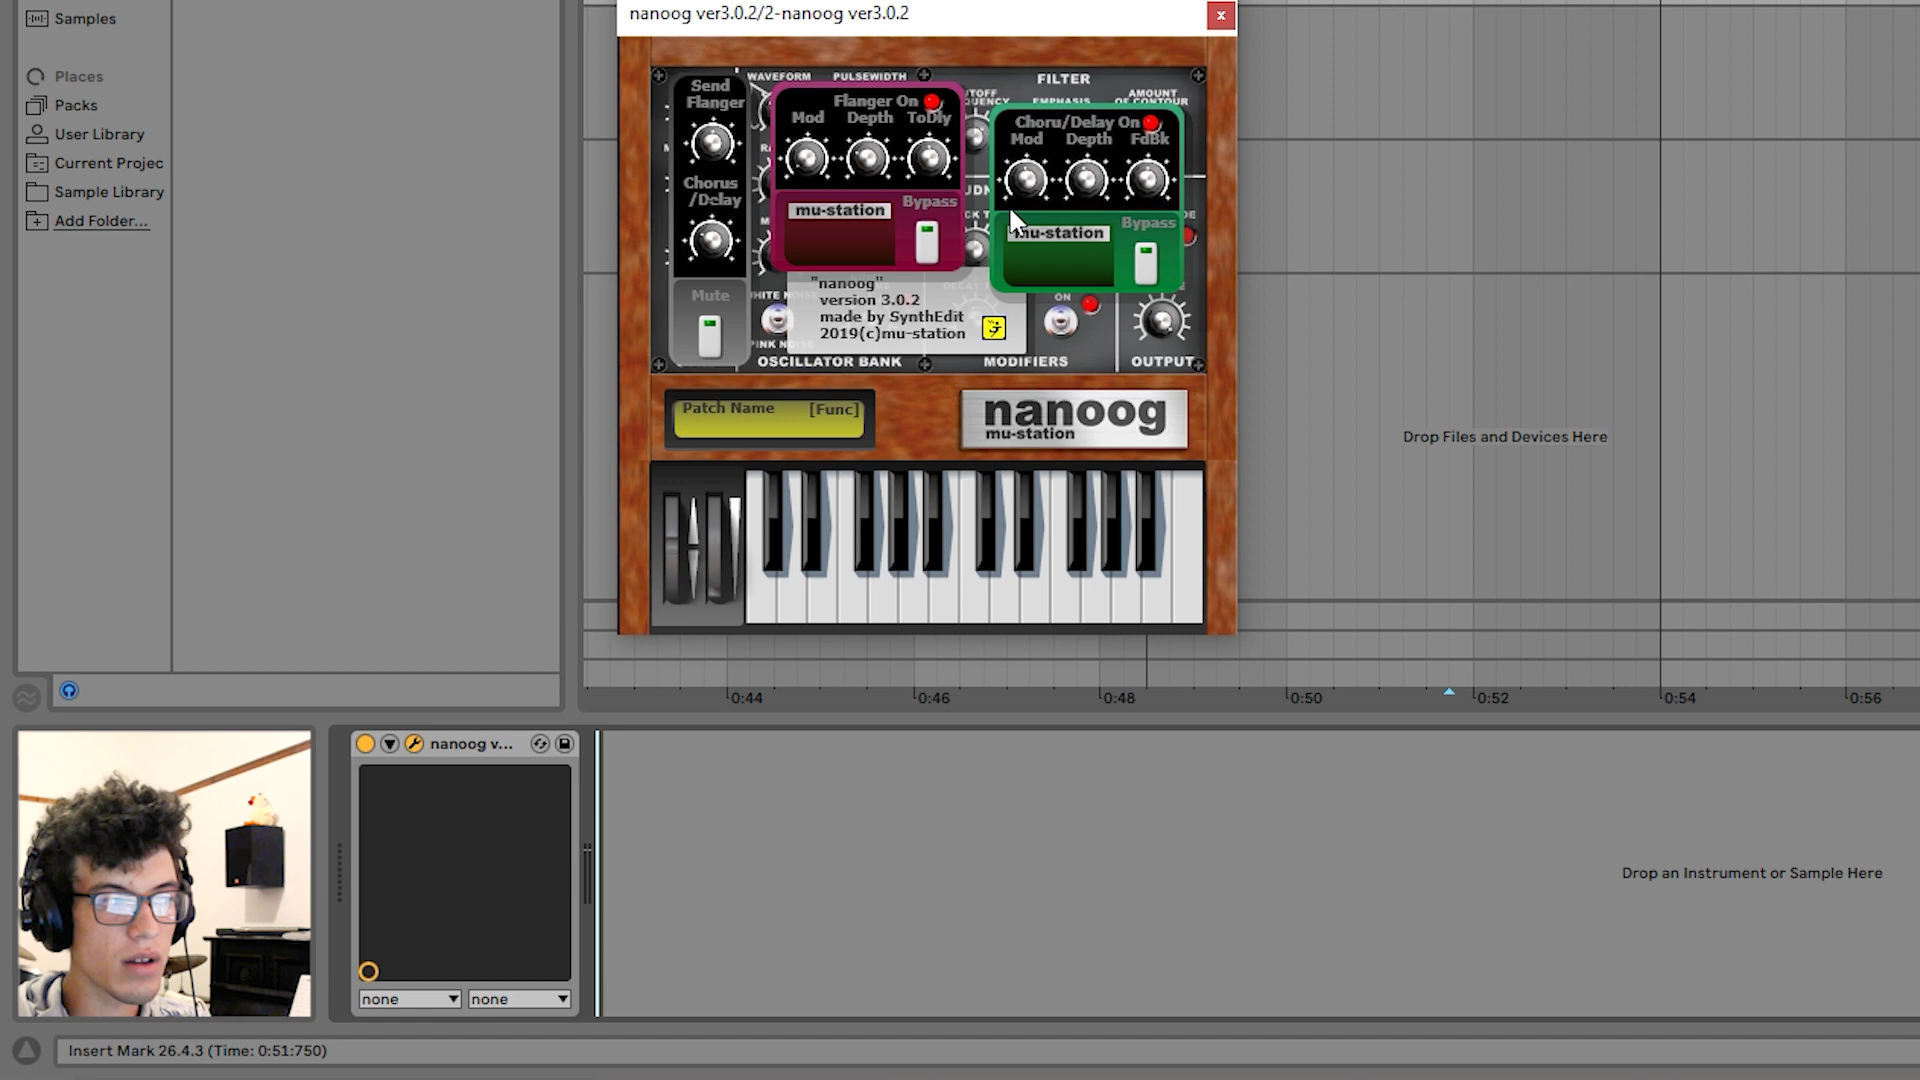 nanoog ver3.0.2/2-nanoog ver3.0.2
x
Samples
Places
Packs
User Library
Current Projec
Sample Library
Add Folder...
Send
Flanger
Chorus
/Delay
Mute
WAVEFORM
PULSEWIDTH
Flanger On
Mod
Depth
ToDly
mu-station
Bypass
FILTER
EMPHASIS
AMOUNT
OF CONTOUR
Choru/Delay On
Mod
Depth
FdBk
mu-station
Bypass
"nanoog"
version 3.0.2
made by SynthEdit
2019(c)mu-station
ON
OSCILLATOR BANK
MODIFIERS
OUTPUT
Patch Name
[Func]
nanoog
mu-station
Drop Files and Devices Here
0:44
0:46
0:48
0:50
0:52
0:54
0:56
nanoog v...
none
none
Drop an Instrument or Sample Here
Insert Mark 26.4.3 (Time: 0:51:750)